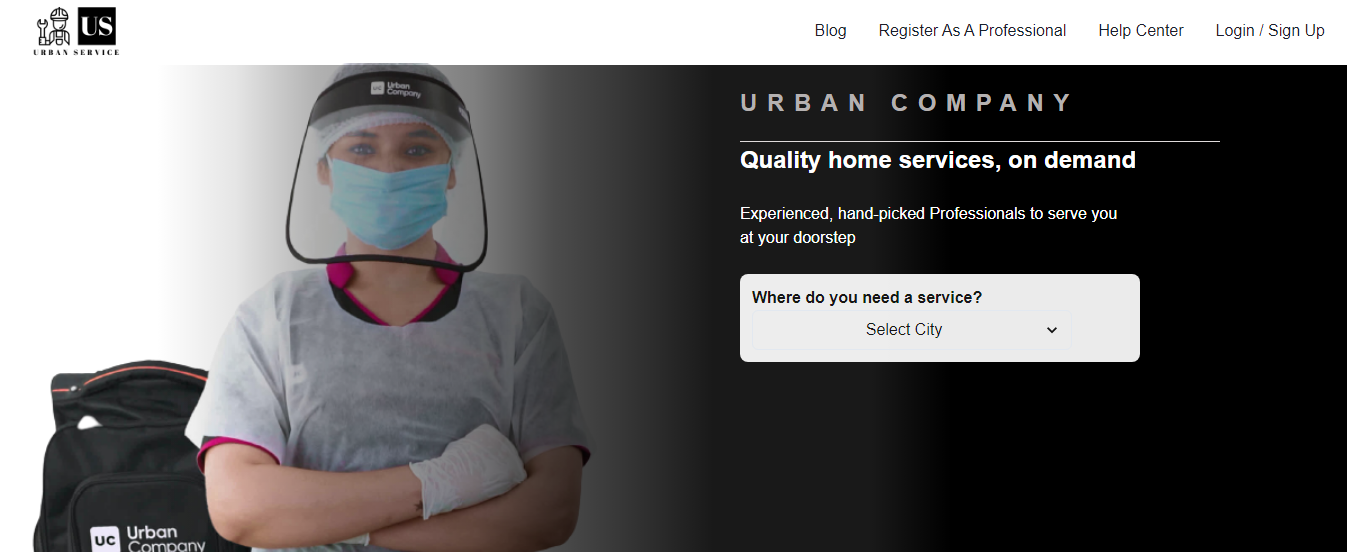 US
URBAN SERVICE
Blog
Register As A Professional
Help Center
Login / Sign Up
UC Urban
Company
URBAN COMPANY
Quality home services, on demand
Experienced, hand-picked Professionals to serve you
at your doorstep
Where do you need a service?
Select City
UC Urban
Company